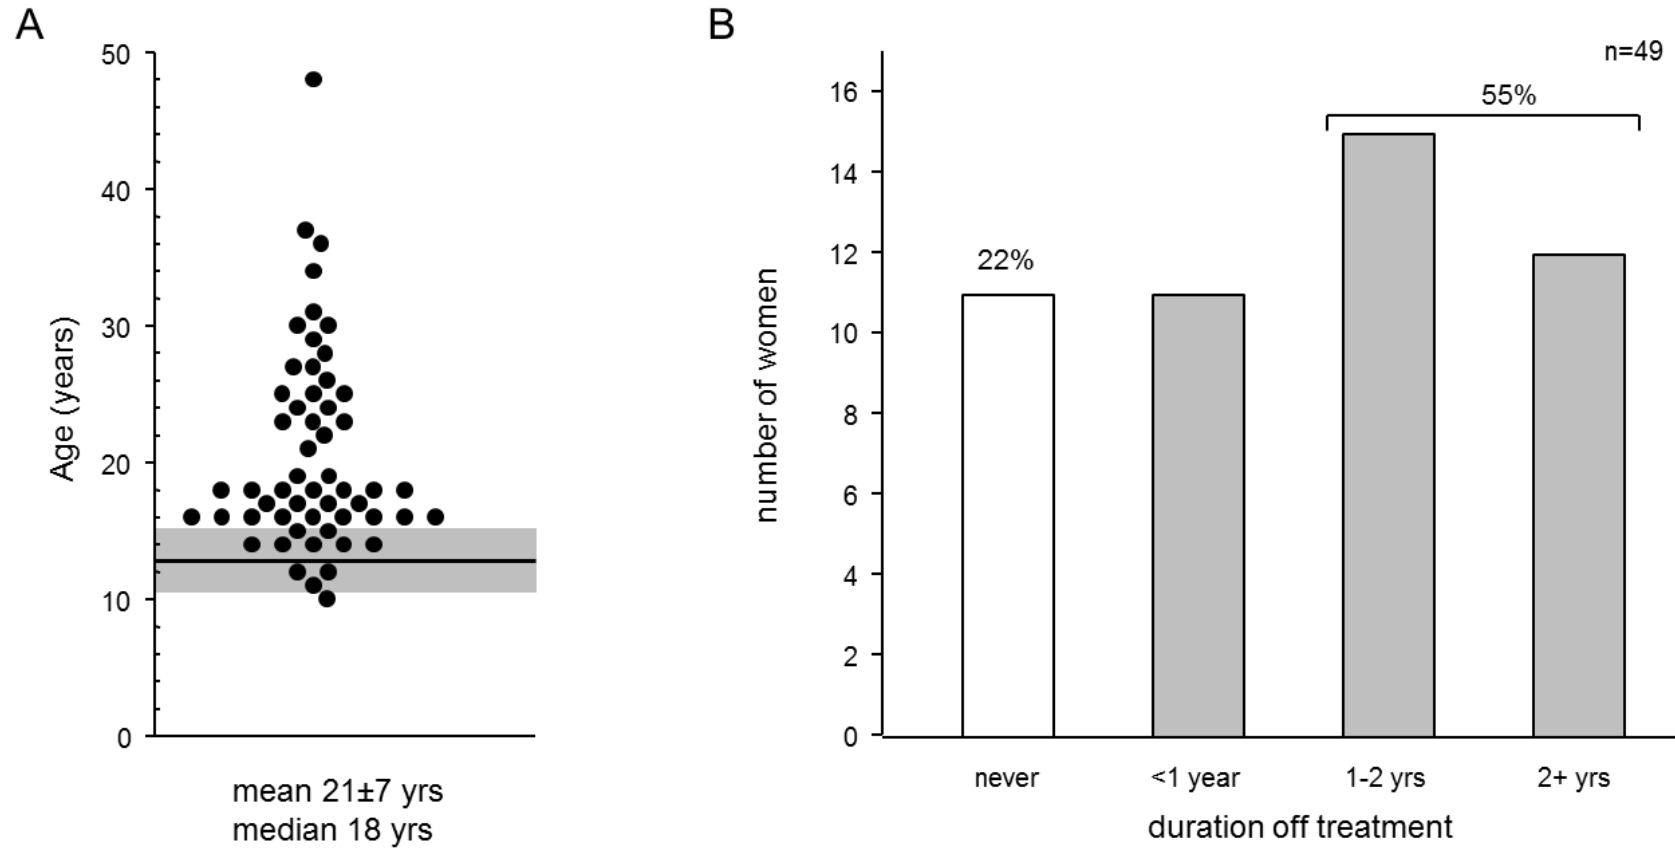 A
50
40
30
20
10
0
Age (years)
mean 21±7 yrs
median 18 yrs
B
n=49
16
14
12
10
8
6
4
2
0
number of women
22%
55%
never
<1 year
1-2 yrs
2+ yrs
duration off treatment